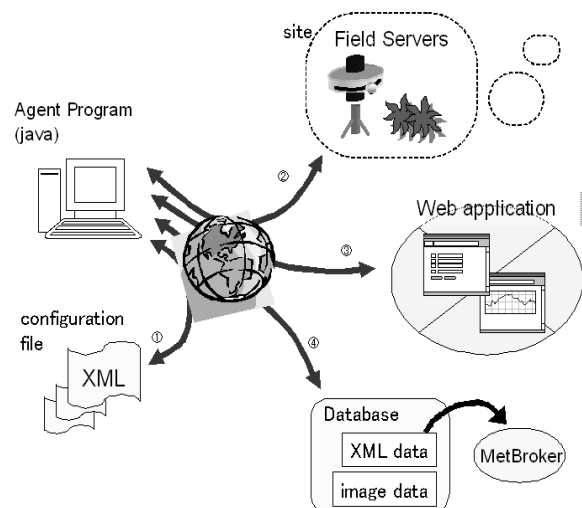 site
Field Servers
Agent Program
(java)
②
Web application
③
configuration
file
①
④
XML
Database
XML data
MetBroker
image data